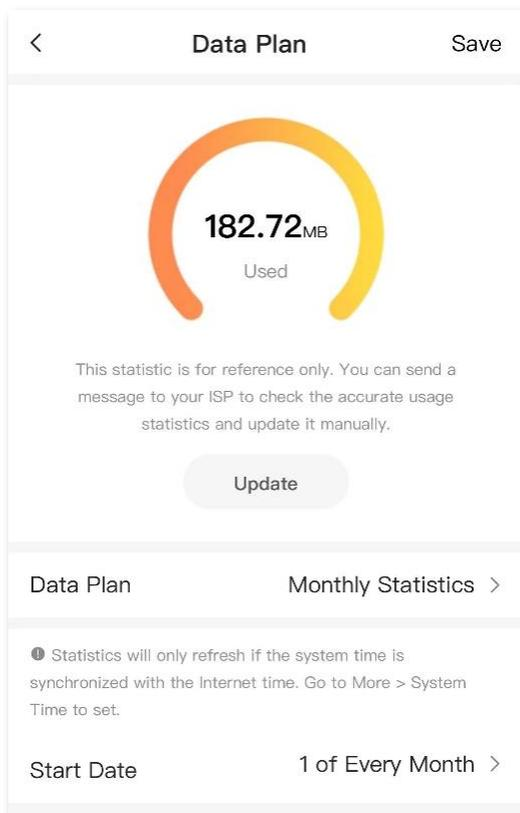 Data Plan Save
182.72MB
Used
This statistic is for reference only. You can send a
message to your ISP to check the accurate usage
statistics and update it manually.
Update
Data Plan Monthly Statistics
Statistics will only refresh if the system time is
synchronized with the Internet time. Go to More > System
Time to set.
Start Date 1 of Every Month